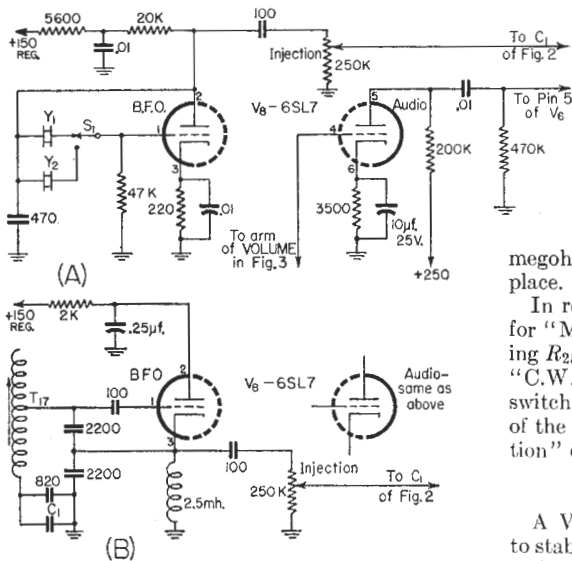 5600
20K
+150
REG.
.01
100
Injection
To C1
of Fig.2
250K
2
B.F.O.
V8-6SL7
5
Audio
.01
To Pin 5
of V6
Y1
S1
1
4
Y2
3
6
200K
470K
47K
220
.01
3500
10µf.
25V.
470.
To arm
of VOLUME
in Fig.3
+250
(A)
+150
REG.
2K
.25µf.
2
BFO
V8-6SL7
Audio-
same as
above
T17
100
1
3
2200
100
2200
Injection
To C1
of Fig.2
820
2.5mh.
250K
C1
(B)
megoh
place.
In re
for "M
ing R2
"C.W.
switch
of the
tion" c
A V
to stab